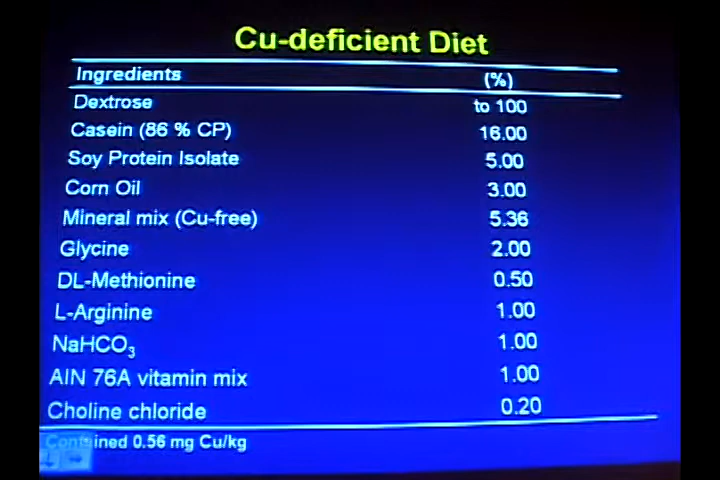 Cu-deficient Diet
Ingredients (%)
Dextrose to 100
Casein (86 % CP) 16.00
Soy Protein Isolate 5.00
Corn Oil 3.00
Mineral mix (Cu-free) 5.36
Glycine 2.00
DL-Methionine 0.50
L-Arginine 1.00
NaHCO3 1.00
AIN 76A vitamin mix 1.00
Choline chloride 0.20
Contained 0.56 mg Cu/kg